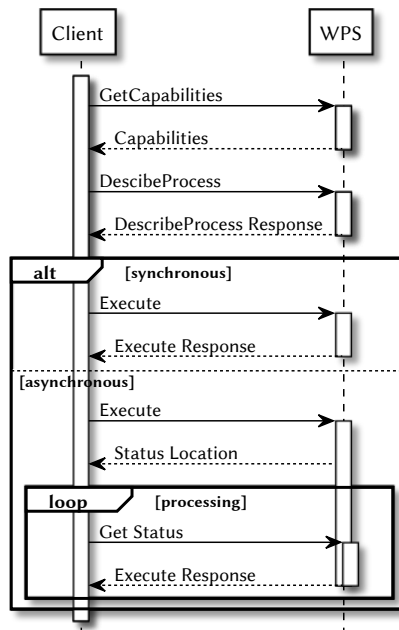 Client WPS
GetCapabilities
Capabilities
DescibeProcess
DescribeProcess Response
alt [synchronous]
Execute
Execute Response
[asynchronous]
Execute
Status Location
loop [processing]
Get Status
Execute Response